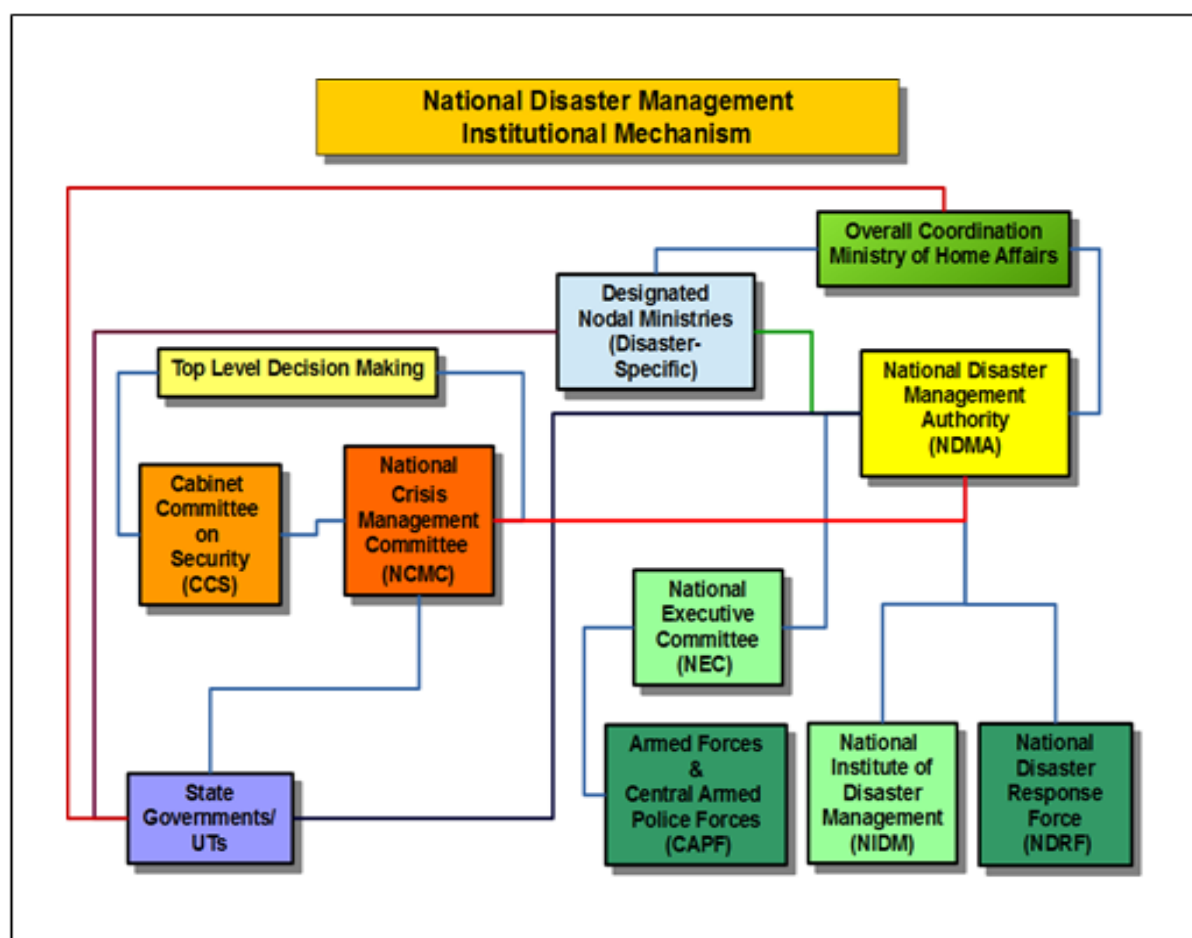 National Disaster Management
Institutional Mechanism
Overall Coordination
Ministry of Home Affairs
Designated
Nodal Ministries
(Disaster-
Specific)
Top Level Decision Making
National Disaster
Management
Authority
(NDMA)
Cabinet
Committee
on
Security
(CCS)
National
Crisis
Management
Committee
(NCMC)
National
Executive
Committee
(NEC)
State
Governments/
UTs
Armed Forces
&
Central Armed
Police Forces
(CAPF)
National
Institute of
Disaster
Management
(NIDM)
National
Disaster
Response
Force
(NDRF)